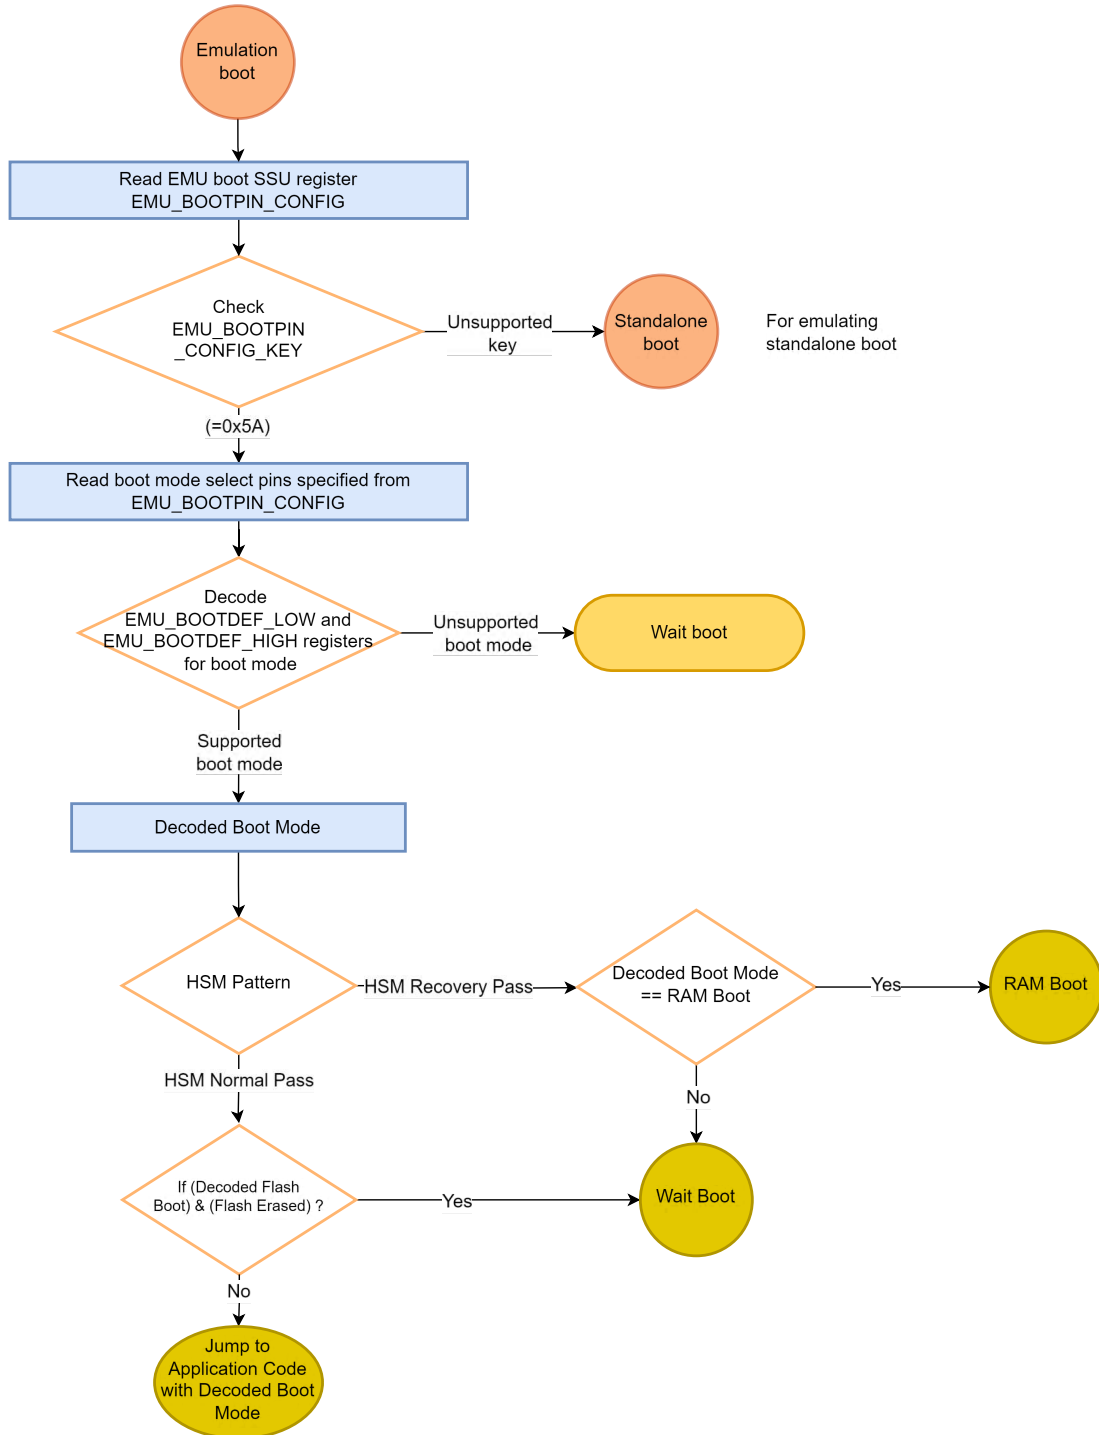 Emulation
boot
Read EMU boot SSU register
EMU_BOOTPIN_CONFIG
Check
EMU_BOOTPIN
_CONFIG_KEY
Unsupported
key
Standalone
boot
For emulating
standalone boot
(=0x5A)
Read boot mode select pins specified from
EMU_BOOTPIN_CONFIG
Decode
EMU_BOOTDEF_LOW and
EMU_BOOTDEF_HIGH registers
for boot mode
Unsupported
boot mode
Wait boot
Supported
boot mode
Decoded Boot Mode
HSM Pattern
HSM Recovery Pass
Decoded Boot Mode
== RAM Boot
Yes
RAM Boot
HSM Normal Pass
No
If (Decoded Flash
Boot) & (Flash Erased) ?
Yes
Wait Boot
No
Jump to
Application Code
with Decoded Boot
Mode